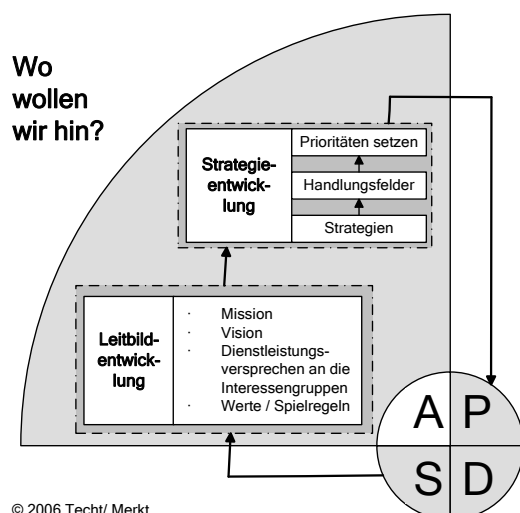 Wo
wollen
wir hin?
Strategie-
entwick-
lung
Prioritäten setzen
Handlungsfelder
Strategien
Leitbild-
entwick-
lung
· Mission
· Vision
· Dienstleistungs-
versprechen an die
Interessengruppen
· Werte / Spielregeln
A P
S D
© 2006 Techt/ Merkt